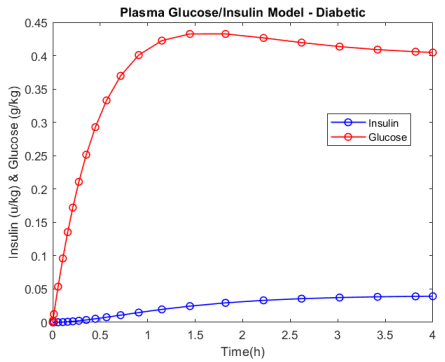 Plasma Glucose/Insulin Model - Diabetic
Insulin (u/kg) & Glucose (g/kg)
0.45
0.4
0.35
0.3
0.25
0.2
0.15
0.1
0.05
0
Insulin
Glucose
0 0.5 1 1.5 2 2.5 3 3.5 4
Time(h)